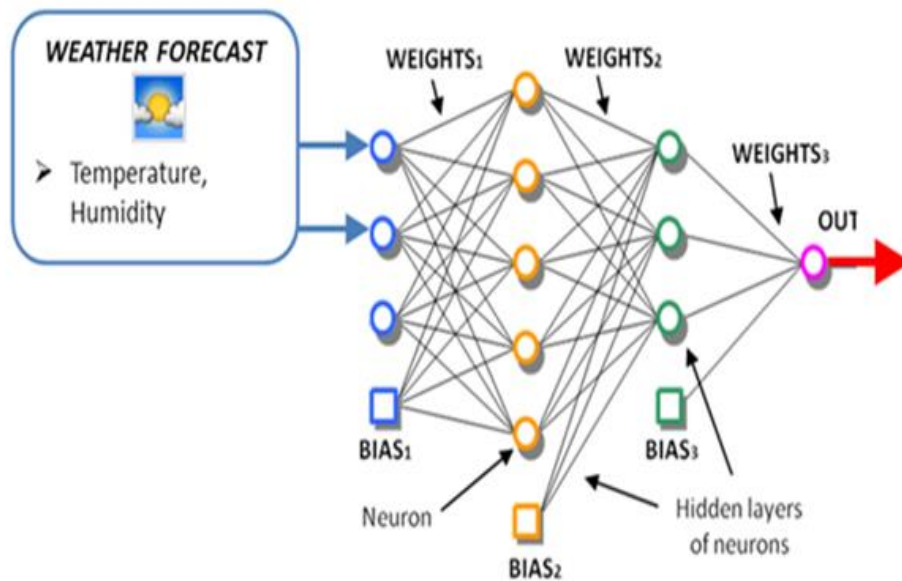 WEATHER FORECAST
➢ Temperature,
Humidity
WEIGHTS₁
WEIGHTS₂
WEIGHTS₃
OUT
BIAS₁
BIAS₃
Neuron
BIAS₂
Hidden layers
of neurons